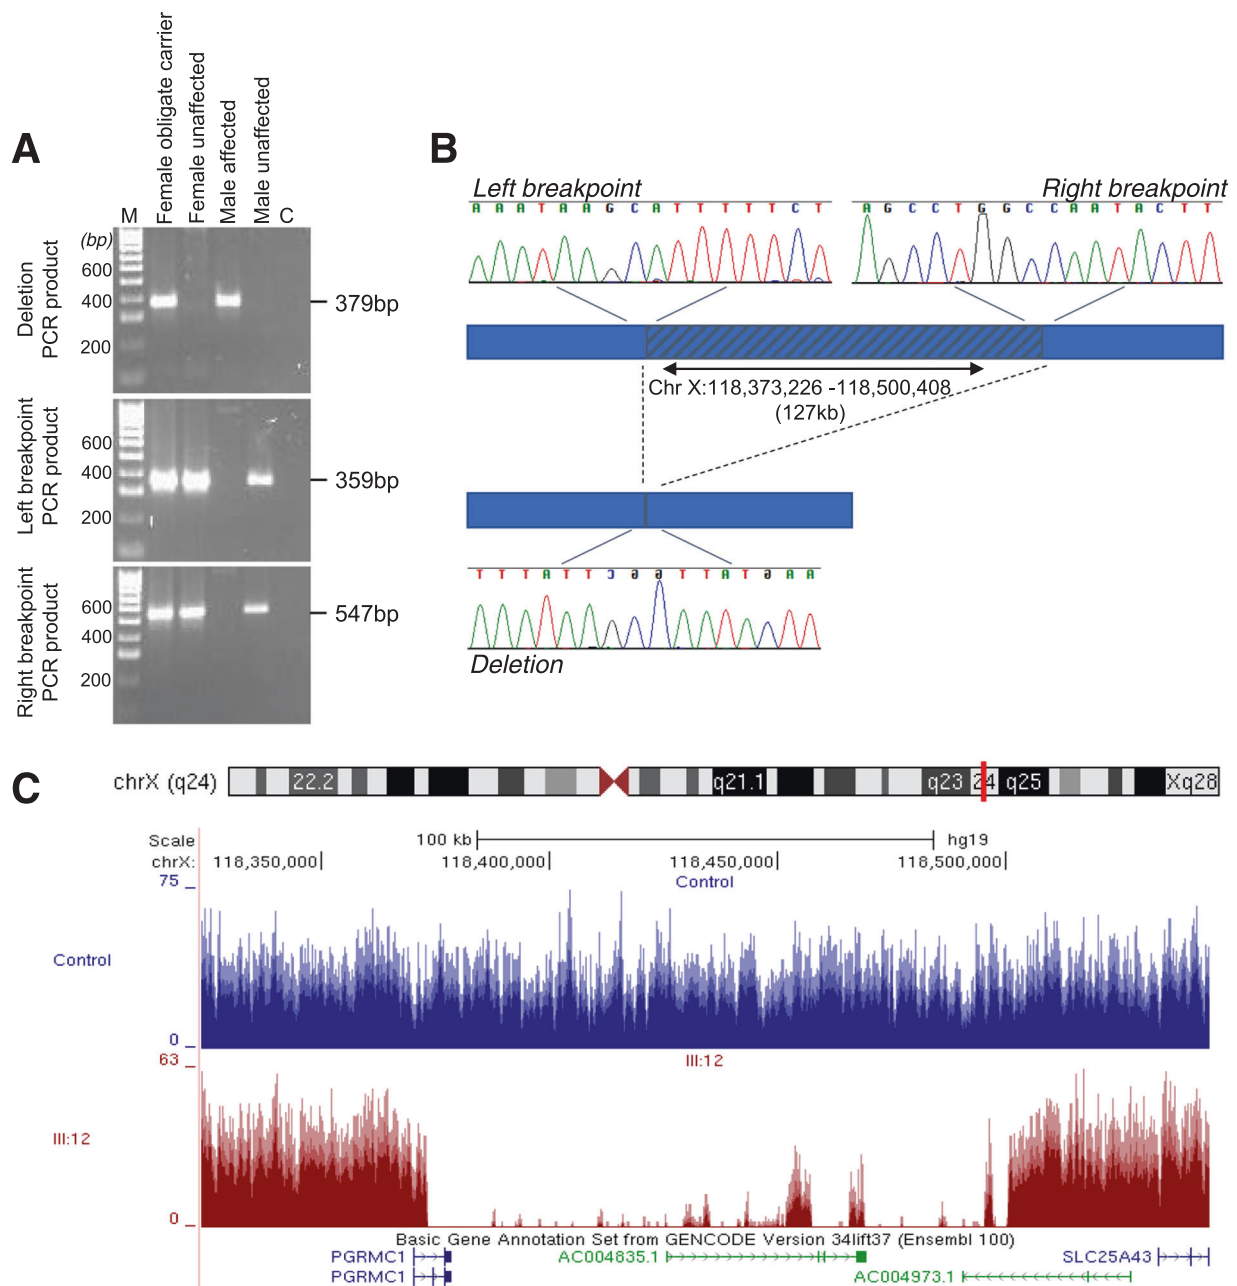 A
Female obligate carrier
Female unaffected
Male affected
Male unaffected
M
C
(bp)
600
400
200
Deletion
PCR product
379bp
600
400
200
Left breakpoint
PCR product
359bp
600
400
200
Right breakpoint
PCR product
547bp
B
Left breakpoint
Right breakpoint
A A A T A A G C A T T T T T C T
A G C C T G G C C A A T A C T T
Chr X:118,373,226 -118,500,408
(127kb)
T T T A T T C G G T T A T G A A
Deletion
C
chrX (q24)
22.2
q21.1
q23
24
q25
Xq28
Scale
100 kb
hg19
chrX:
118,350,000
118,400,000
118,450,000
118,500,000
75
Control
Control
0
63
III:12
III:12
0
Basic Gene Annotation Set from GENCODE Version 34lift37 (Ensembl 100)
PGRMC1
AC004835.1
SLC25A43
PGRMC1
AC004973.1